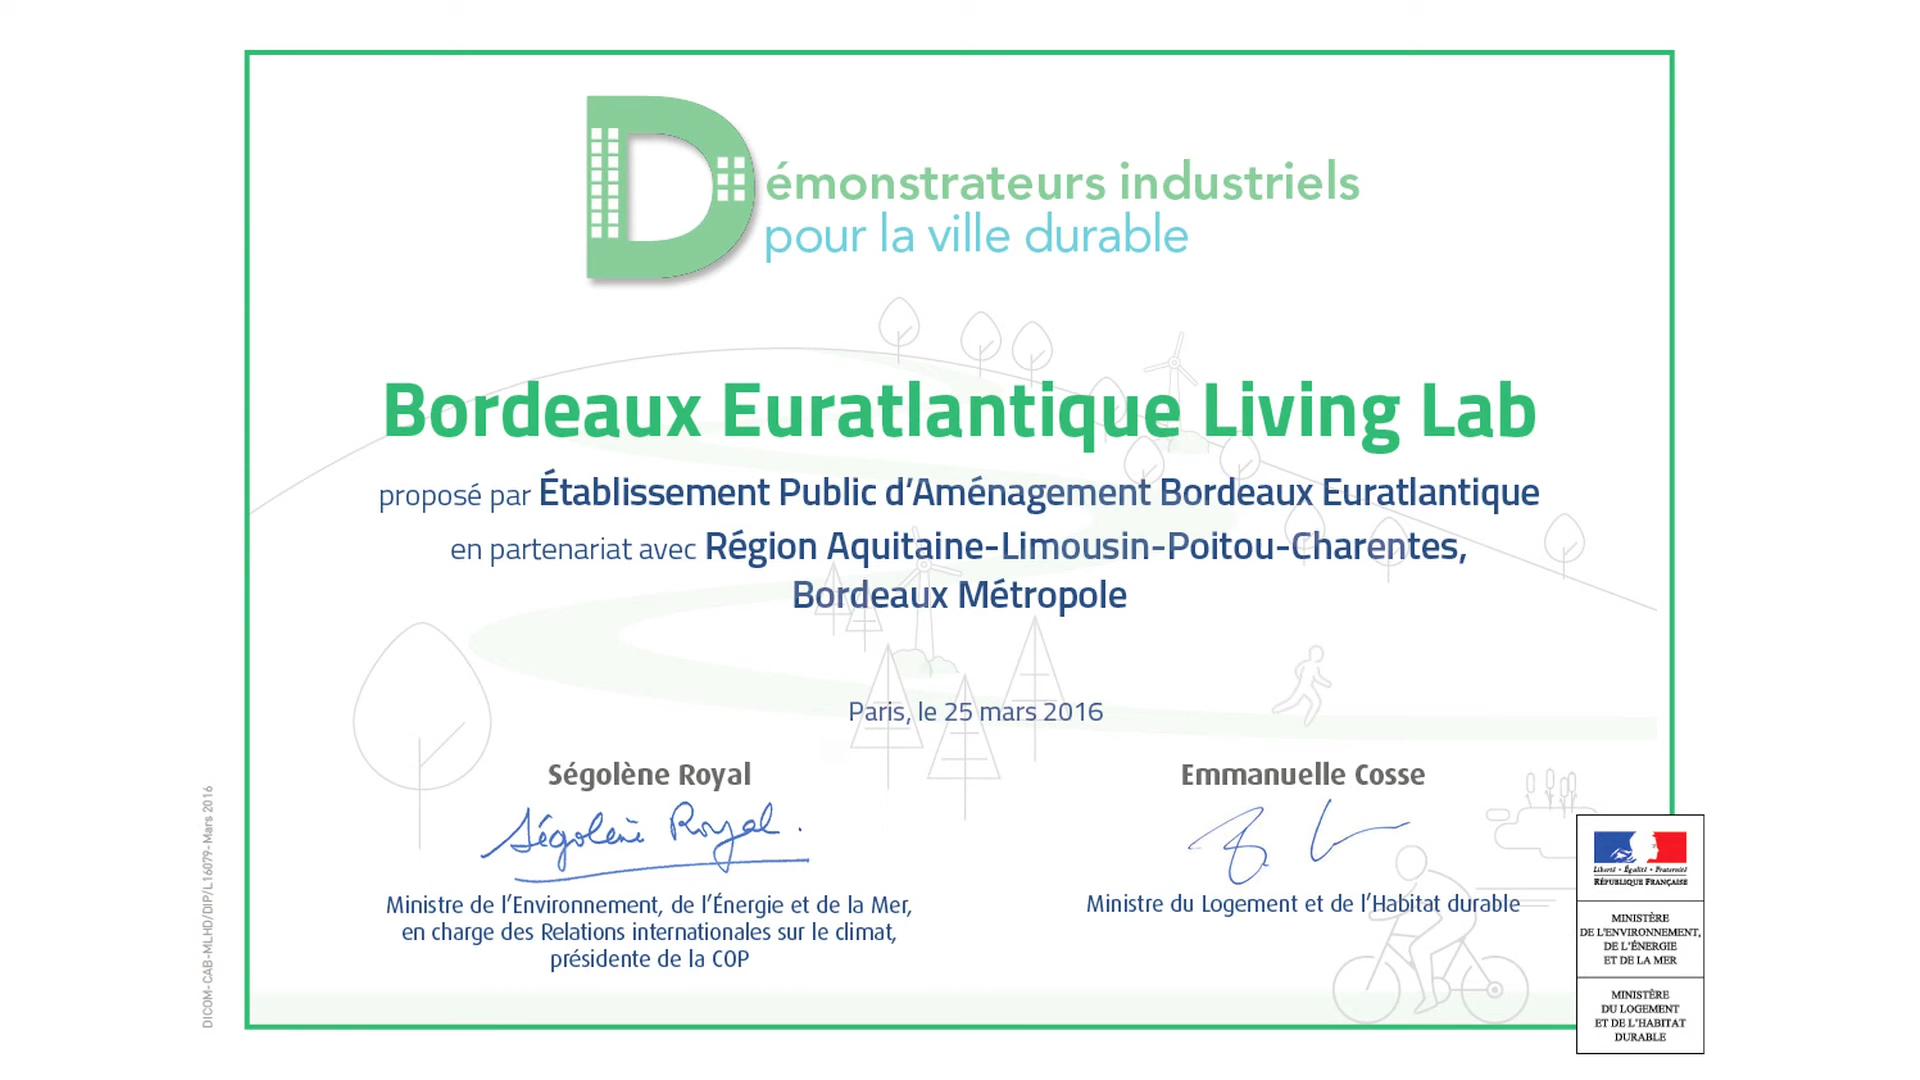 Démonstrateurs industriels
pour la ville durable
Bordeaux Euratlantique Living Lab
proposé par Établissement Public d’Aménagement Bordeaux Euratlantique
en partenariat avec Région Aquitaine-Limousin-Poitou-Charentes,
Bordeaux Métropole
Paris, le 25 mars 2016
Ségolène Royal
Ségolène Royal.
Ministre de l’Environnement, de l’Énergie et de la Mer,
en charge des Relations internationales sur le climat,
présidente de la COP
Emmanuelle Cosse
Ministre du Logement et de l’Habitat durable
Liberté • Égalité • Fraternité
RÉPUBLIQUE FRANÇAISE
MINISTÈRE
DE L’ENVIRONNEMENT,
DE L’ÉNERGIE
ET DE LA MER
MINISTÈRE
DU LOGEMENT
ET DE L’HABITAT
DURABLE
DICOM-CAB-MLHD/DIP/L16079-Mars 2016